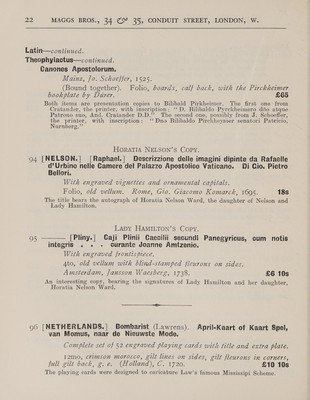 22 MAGGS BROS., 34 & 35, CONDUIT STREET, LONDON, W.
Latin—continued.
Theophylactus—continued.
Canones Apostolorum.
Mainz, Jo. Schoeffer, 1525.
(Bound together). Folio, boards, calf back, with the Pirckheimer
bookplate by Dürer. £65
Both items are presentation copies to Bilibald Pirkheimer. The first one from
Cratander, the printer, with inscription: "D. Bilibaldo Pyrckheimero dño atque
Patrono suo, And. Cratander D.D." The second one, possibly from J. Schoeffer,
the printer, with inscription: "Dno Bilibaldo Pirchheymer senatori Patricio,
Nurnberg."
HORATIA NELSON'S COPY.
94 [NELSON.] [Raphael.] Descrizzione delle imagini dipinte da Rafaelle
d'Urbino nelle Camere del Palazzo Apostolico Vaticano. Di Gio. Pietro
Bellori.
With engraved vignettes and ornamental capitals.
Folio, old vellum. Rome, Gio. Giacomo Komarck, 1695. 18s
The title bears the autograph of Horatia Nelson Ward, the daughter of Nelson and
Lady Hamilton.
LADY HAMILTON'S COPY.
95 ——— [Pliny.] Caji Plinii Caecilii secundi Panegyricus, cum notis
integris . . . curante Joanne Arntzenio.
With engraved frontispiece.
4to, old vellum with blind-stamped fleurons on sides.
Amsterdam, Jansson Waesberg, 1738. £6 10s
An interesting copy, bearing the signatures of Lady Hamilton and her daughter,
Horatia Nelson Ward.
96 [NETHERLANDS.] Bombarist (Lawrens). April-Kaart of Kaart Spel,
van Momus, naar de Nieuwste Mode.
Complete set of 52 engraved playing cards with title and extra plate.
12mo, crimson morocco, gilt lines on sides, gilt fleurons in corners,
full gilt back, g. e. (Holland), C. 1720. £10 10s
The playing cards were designed to caricature Law's famous Mississipi Scheme.